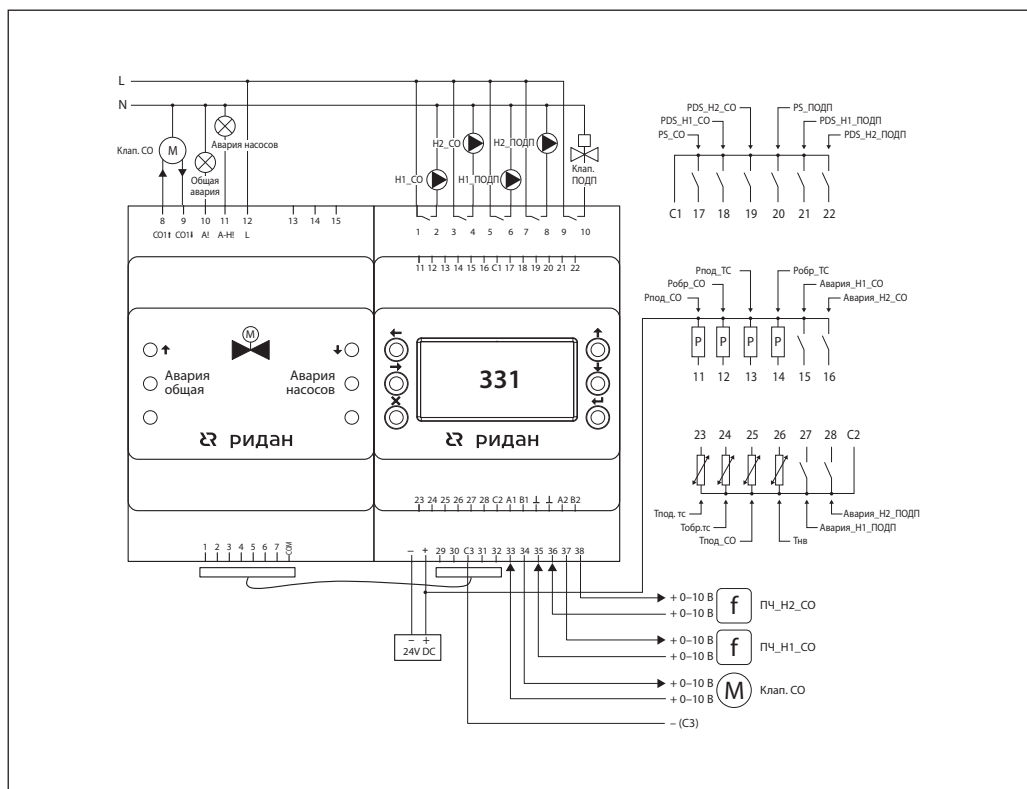 L
N
Клап. СО
M
Общая
авария
Авария насосов
Н1_СО
Н2_СО
Н1_ПОДП
Н2_ПОДП
Клап.
ПОДП
8 9 10 11 12 13 14 15
СО1⬆ СО1⬇ А! А-Н! L
1 2 3 4 5 6 7 8 9 10
11 12 13 14 15 16 C1 17 18 19 20 21 22
M
Авария
общая
Авария
насосов
ридан
331
ридан
23 24 25 26 27 28 C2 A1 B1 ⊥ ⊥ A2 B2
1 2 3 4 5 6 7 COM
– + 29 30 C3 31 32 33 34 35 36 37 38
– +
24V DC
PDS_Н2_СО
PS_ПОДП
PDS_Н1_СО
PDS_Н1_ПОДП
PS_СО
PDS_Н2_ПОДП
C1 17 18 19 20 21 22
Рпод_ТС
Робр_ТС
Робр_СО
Авария_Н1_СО
Рпод_СО
Авария_Н2_СО
P P P P
11 12 13 14 15 16
23 24 25 26 27 28 C2
Тпод. тс
Авария_Н2_ПОДП
Тобр.тс
Авария_Н1_ПОДП
Тпод_СО
Тнв
+ 0–10 В
f
ПЧ_Н2_СО
+ 0–10 В
+ 0–10 В
f
ПЧ_Н1_СО
+ 0–10 В
+ 0–10 В
M
Клап. СО
+ 0–10 В
– (С3)